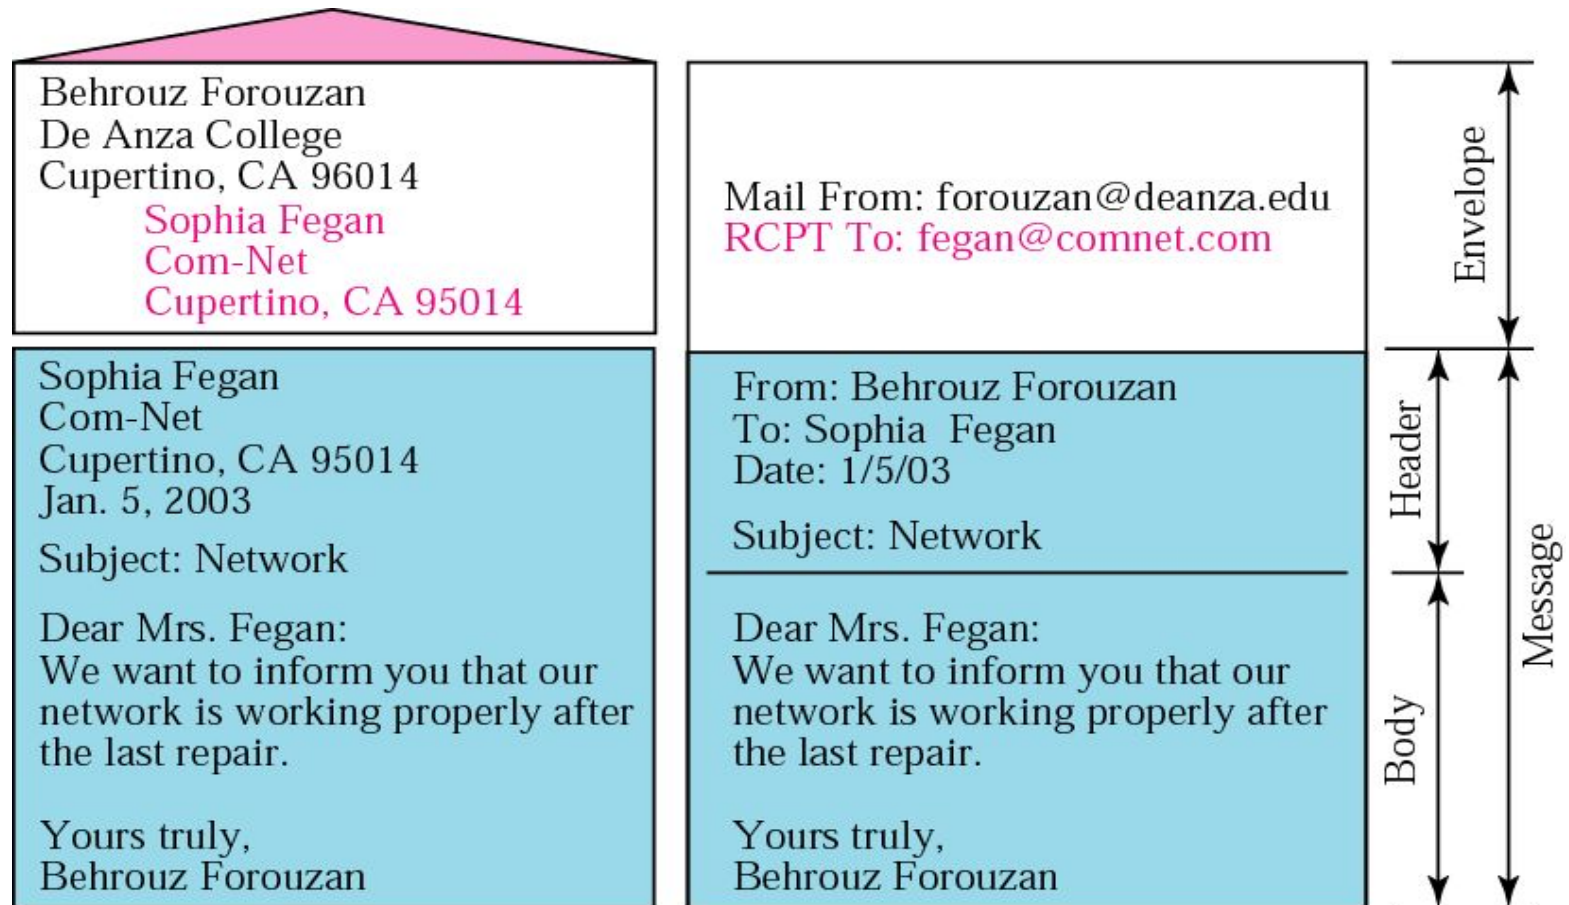 Behrouz Forouzan
De Anza College
Cupertino, CA 96014
Sophia Fegan
Com-Net
Cupertino, CA 95014
Sophia Fegan
Com-Net
Cupertino, CA 95014
Jan. 5, 2003
Subject: Network
Dear Mrs. Fegan:
We want to inform you that our
network is working properly after
the last repair.
Yours truly,
Behrouz Forouzan
Mail From: forouzan@deanza.edu
RCPT To: fegan@comnet.com
From: Behrouz Forouzan
To: Sophia Fegan
Date: 1/5/03
Subject: Network
Dear Mrs. Fegan:
We want to inform you that our
network is working properly after
the last repair.
Yours truly,
Behrouz Forouzan
Envelope
Header
Body
Message